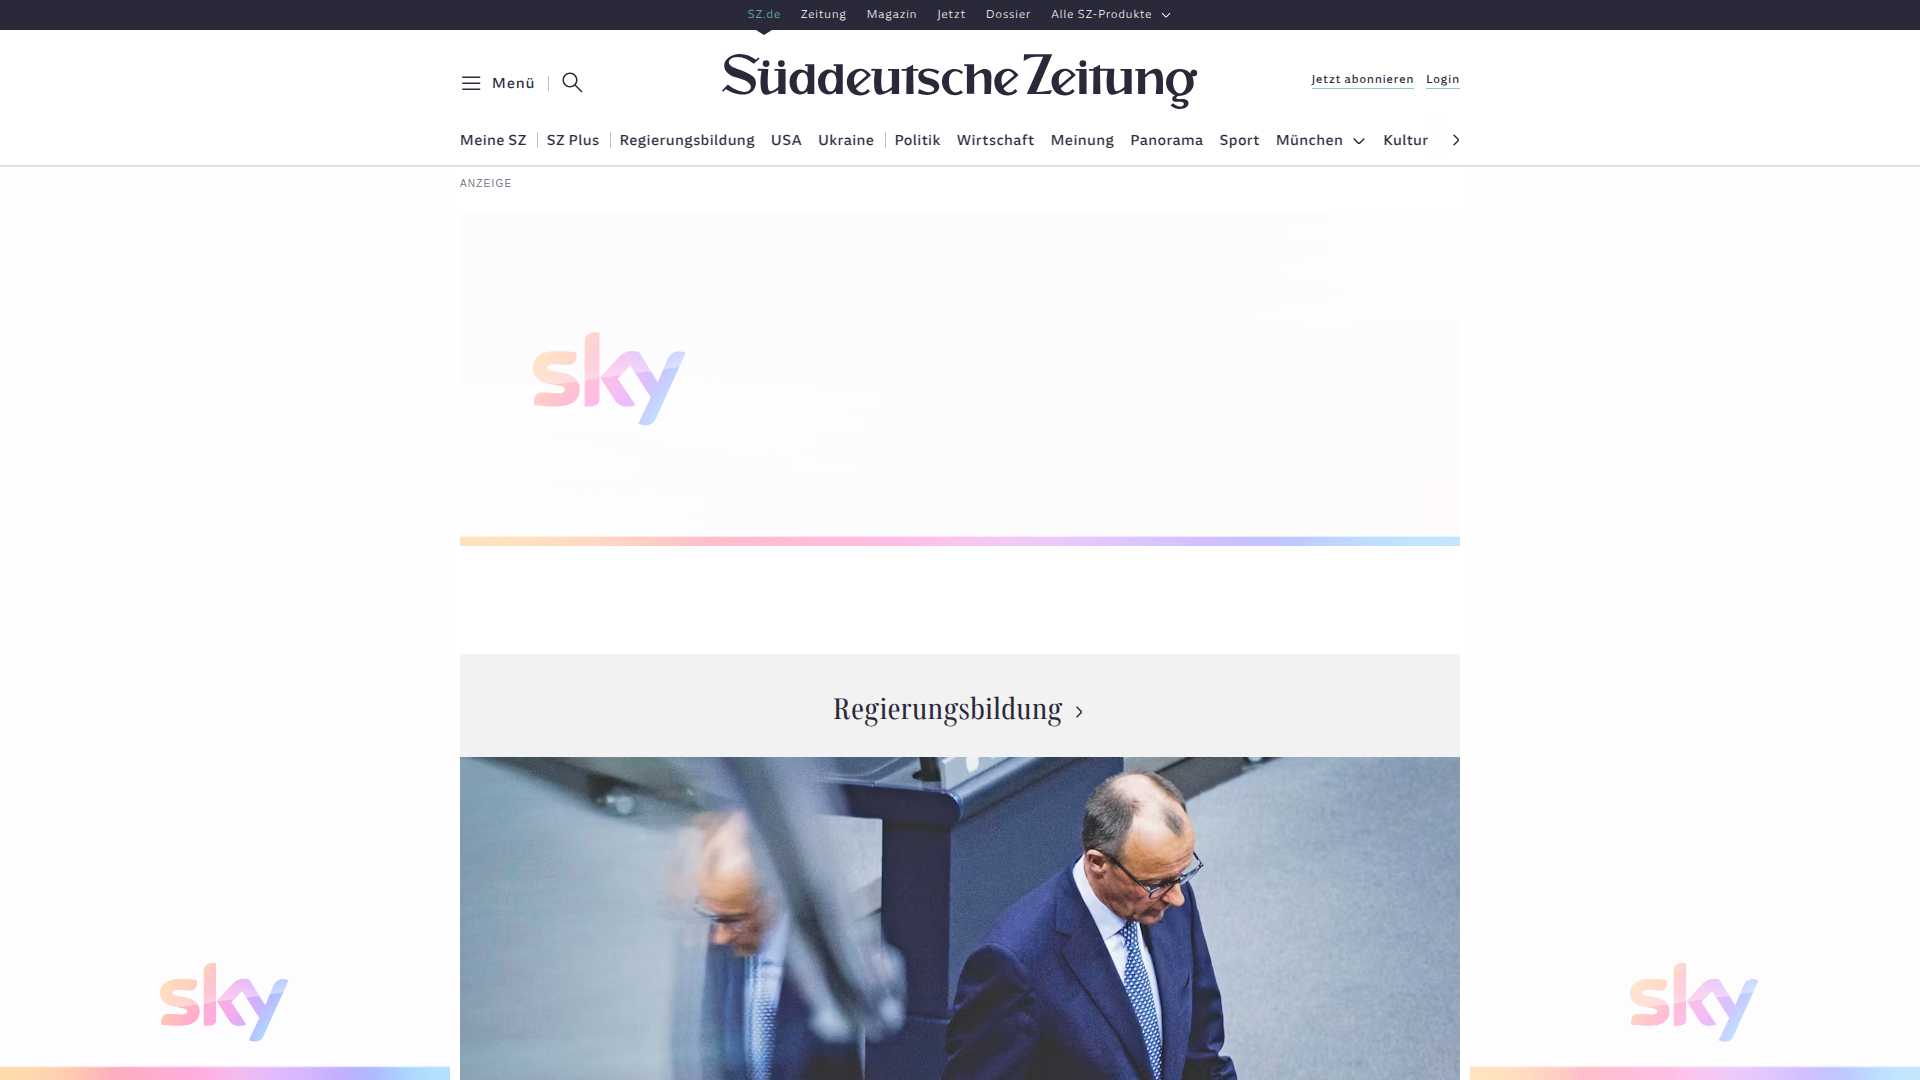 SZ.de Zeitung Magazin Jetzt Dossier Alle SZ-Produkte
Menü
Süddeutsche Zeitung
Jetzt abonnieren Login
Meine SZ SZ Plus Regierungsbildung USA Ukraine Politik Wirtschaft Meinung Panorama Sport München Kultur
ANZEIGE
sky
Regierungsbildung
sky
sky